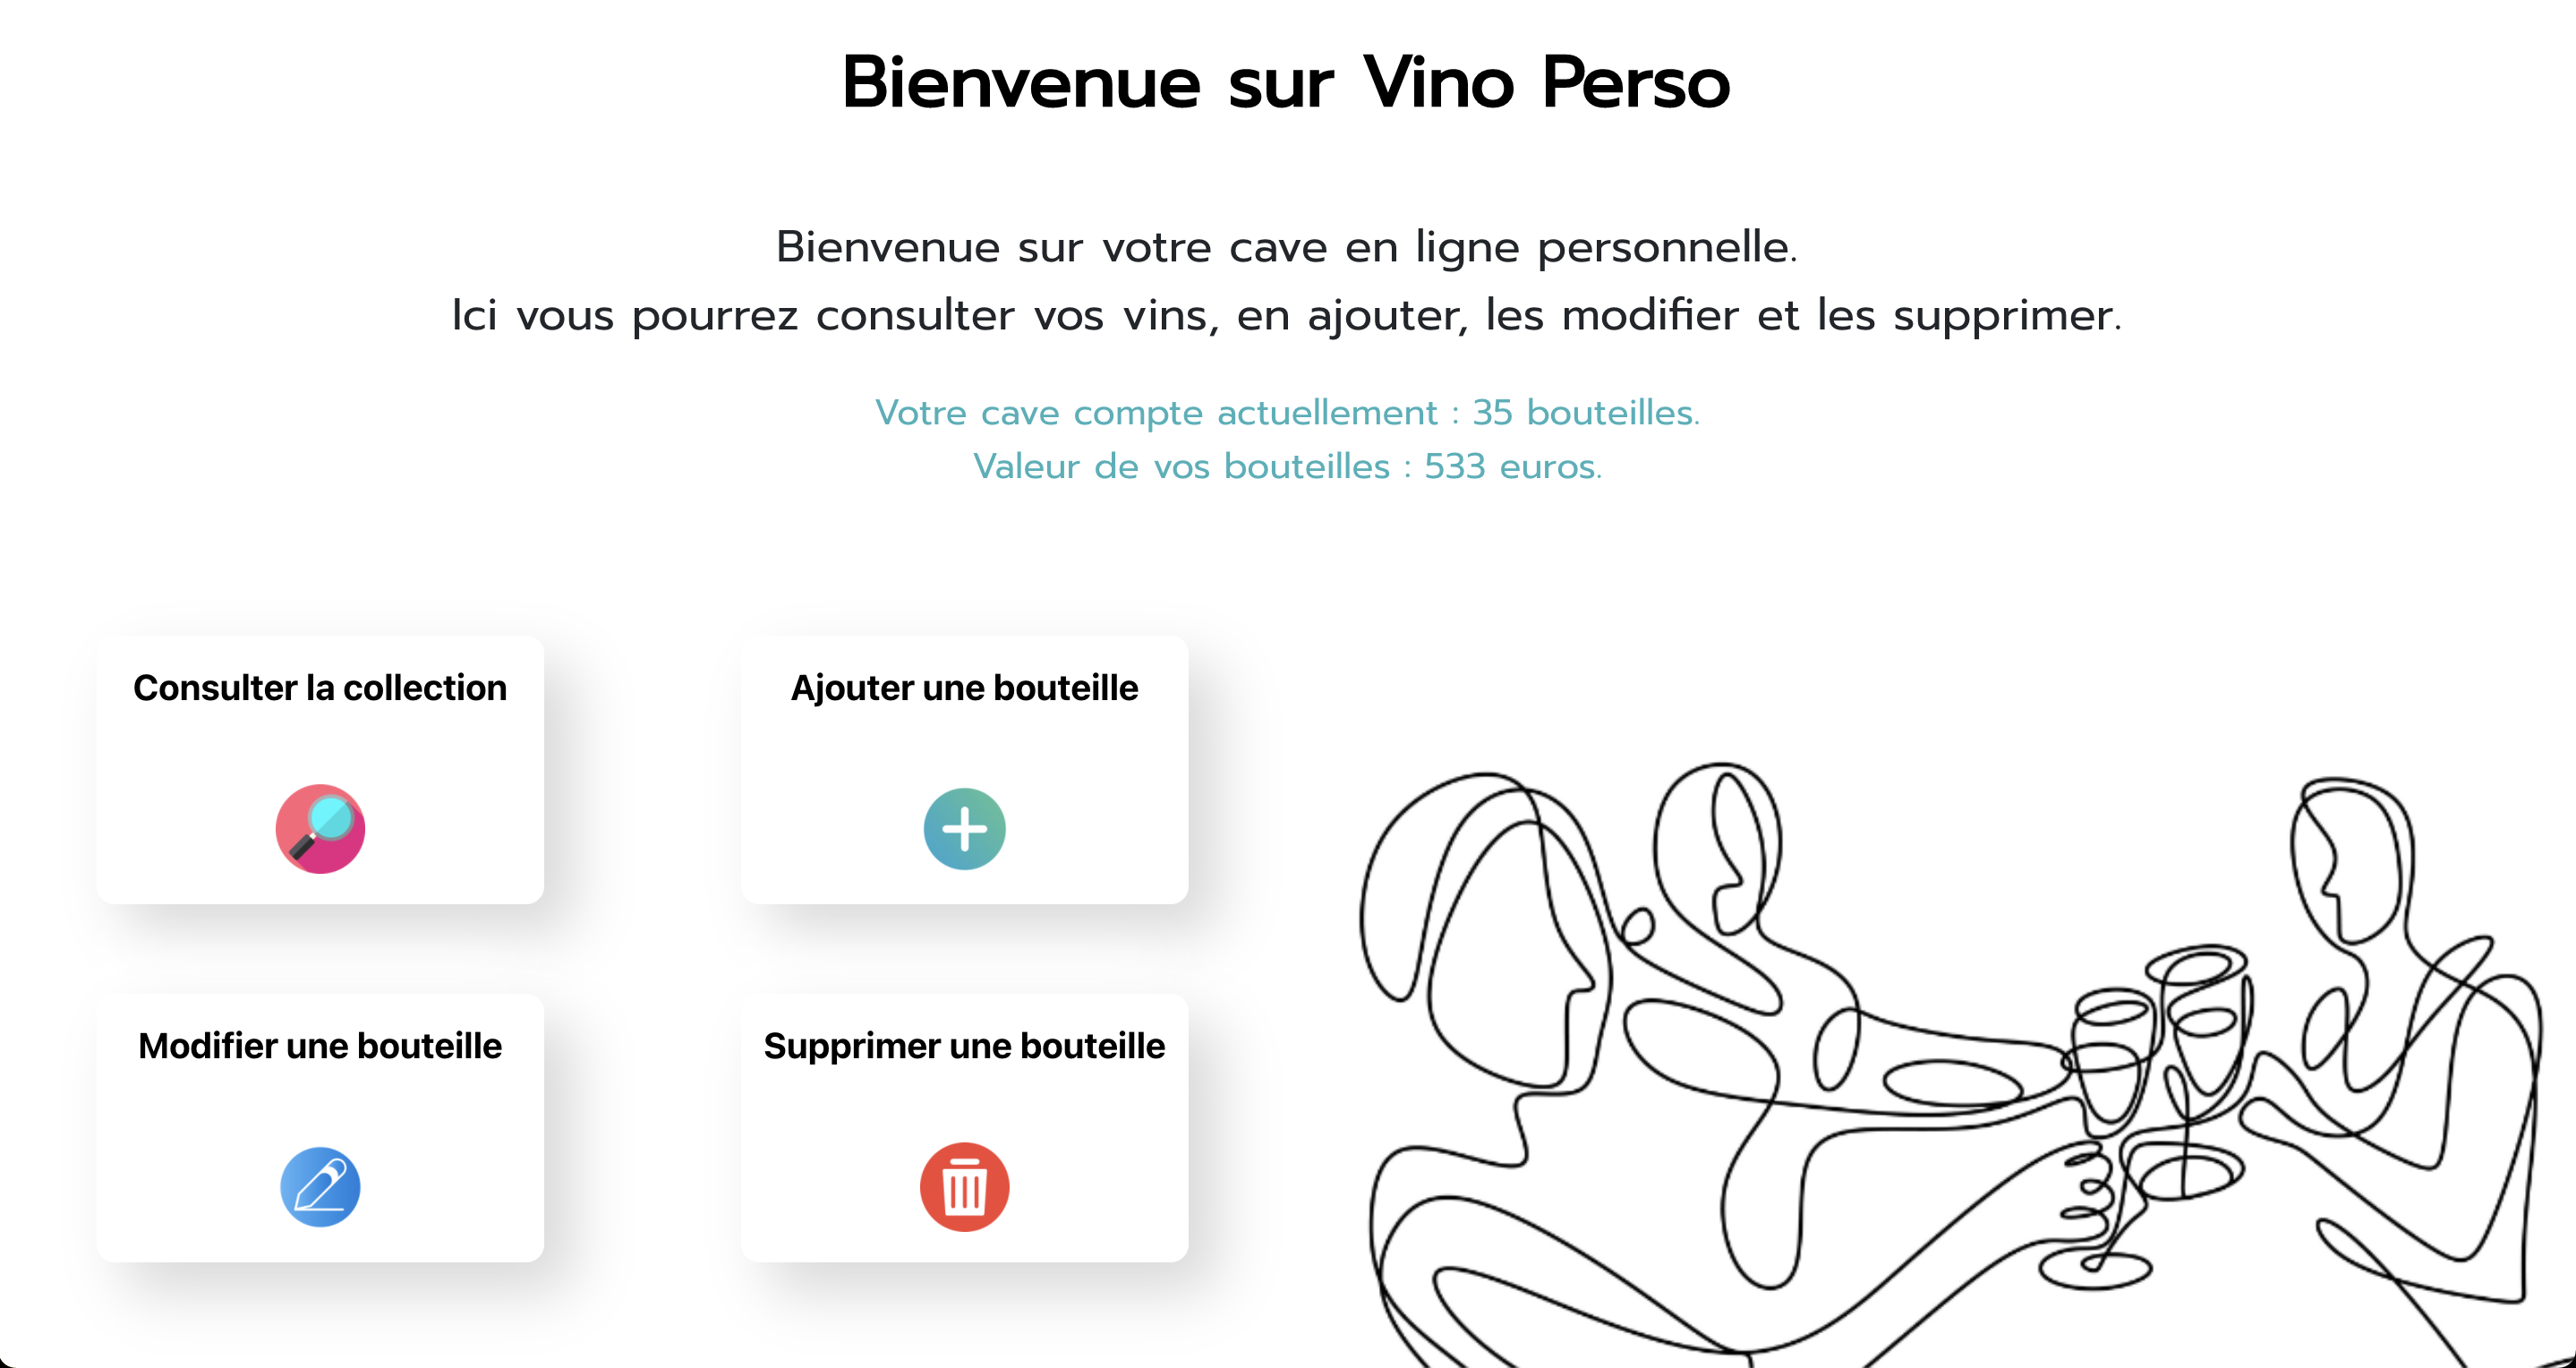 Bienvenue sur Vino Perso
Bienvenue sur votre cave en ligne personnelle.
Ici vous pourrez consulter vos vins, en ajouter, les modifier et les supprimer.
Votre cave compte actuellement : 35 bouteilles.
Valeur de vos bouteilles : 533 euros.
Consulter la collection
Ajouter une bouteille
Modifier une bouteille
Supprimer une bouteille